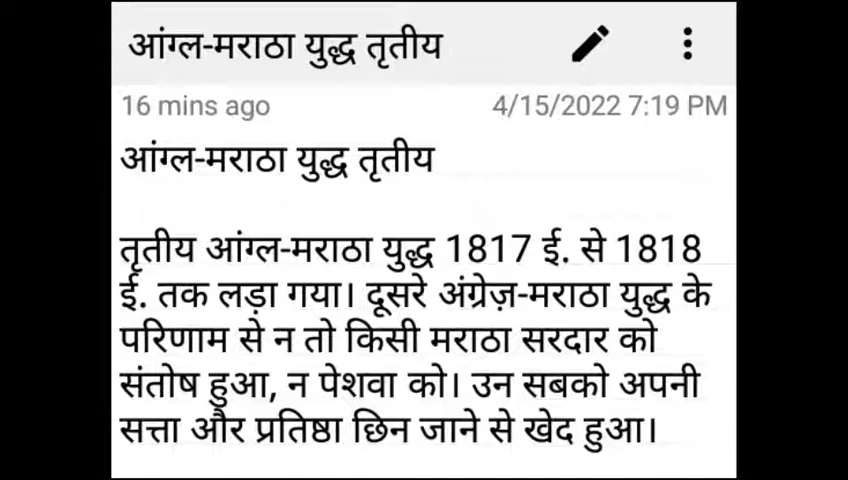 आंग्ल-मराठा युद्ध तृतीय
16 mins ago 4/15/2022 7:19 PM
आंग्ल-मराठा युद्ध तृतीय
तृतीय आंग्ल-मराठा युद्ध 1817 ई. से 1818
ई. तक लड़ा गया। दूसरे अंग्रेज़-मराठा युद्ध के
परिणाम से न तो किसी मराठा सरदार को
संतोष हुआ, न पेशवा को। उन सबको अपनी
सत्ता और प्रतिष्ठा छिन जाने से खेद हुआ।